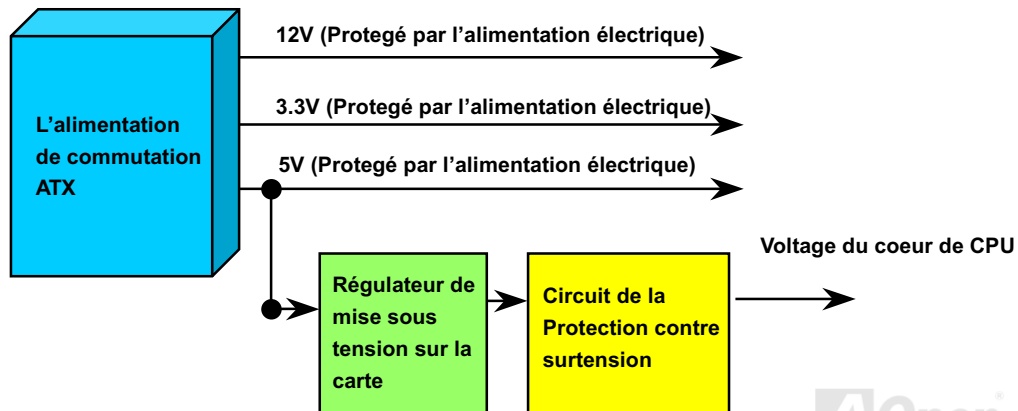 12V (Protegé par l'alimentation électrique)
3.3V (Protegé par l'alimentation électrique)
5V (Protegé par l'alimentation électrique)
L'alimentation
de commutation
ATX
Voltage du coeur de CPU
Régulateur de
mise sous
tension sur la
carte
Circuit de la
Protection contre
surtension